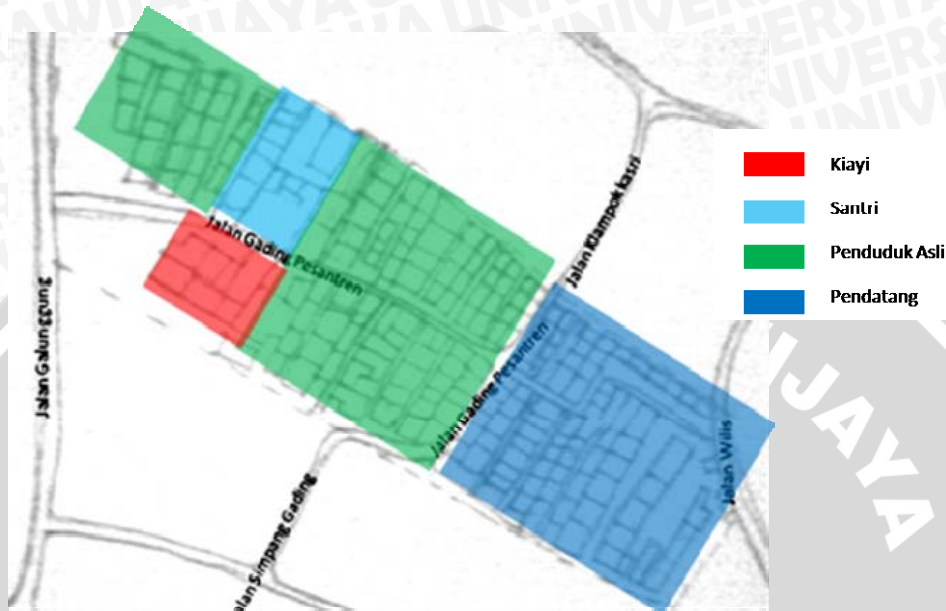 Kiayi
Santri
Penduduk Asli
Pendatang
Jalan Klampok kasri
Jalan Gading Pesantren
Jalan Gading Pesantren
Jalan Galunggung
Jalan Wilis
Jalan Simpang Gading
IJAYA